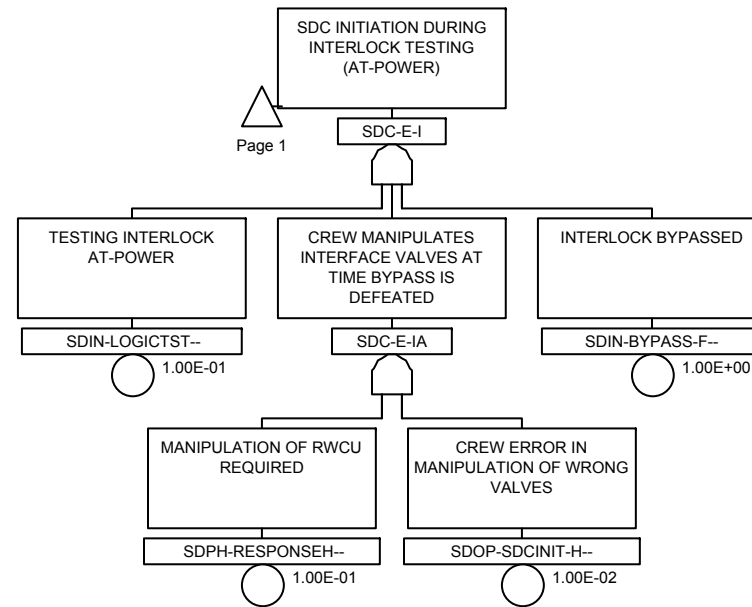 SDC INITIATION DURING
INTERLOCK TESTING
(AT-POWER)
Page 1
SDC-E-I
TESTING INTERLOCK
AT-POWER
SDIN-LOGICTST--
1.00E-01
CREW MANIPULATES
INTERFACE VALVES AT
TIME BYPASS IS
DEFEATED
SDC-E-IA
INTERLOCK BYPASSED
SDIN-BYPASS-F--
1.00E+00
MANIPULATION OF RWCU
REQUIRED
SDPH-RESPONSEH--
1.00E-01
CREW ERROR IN
MANIPULATION OF WRONG
VALVES
SDOP-SDCINIT-H--
1.00E-02